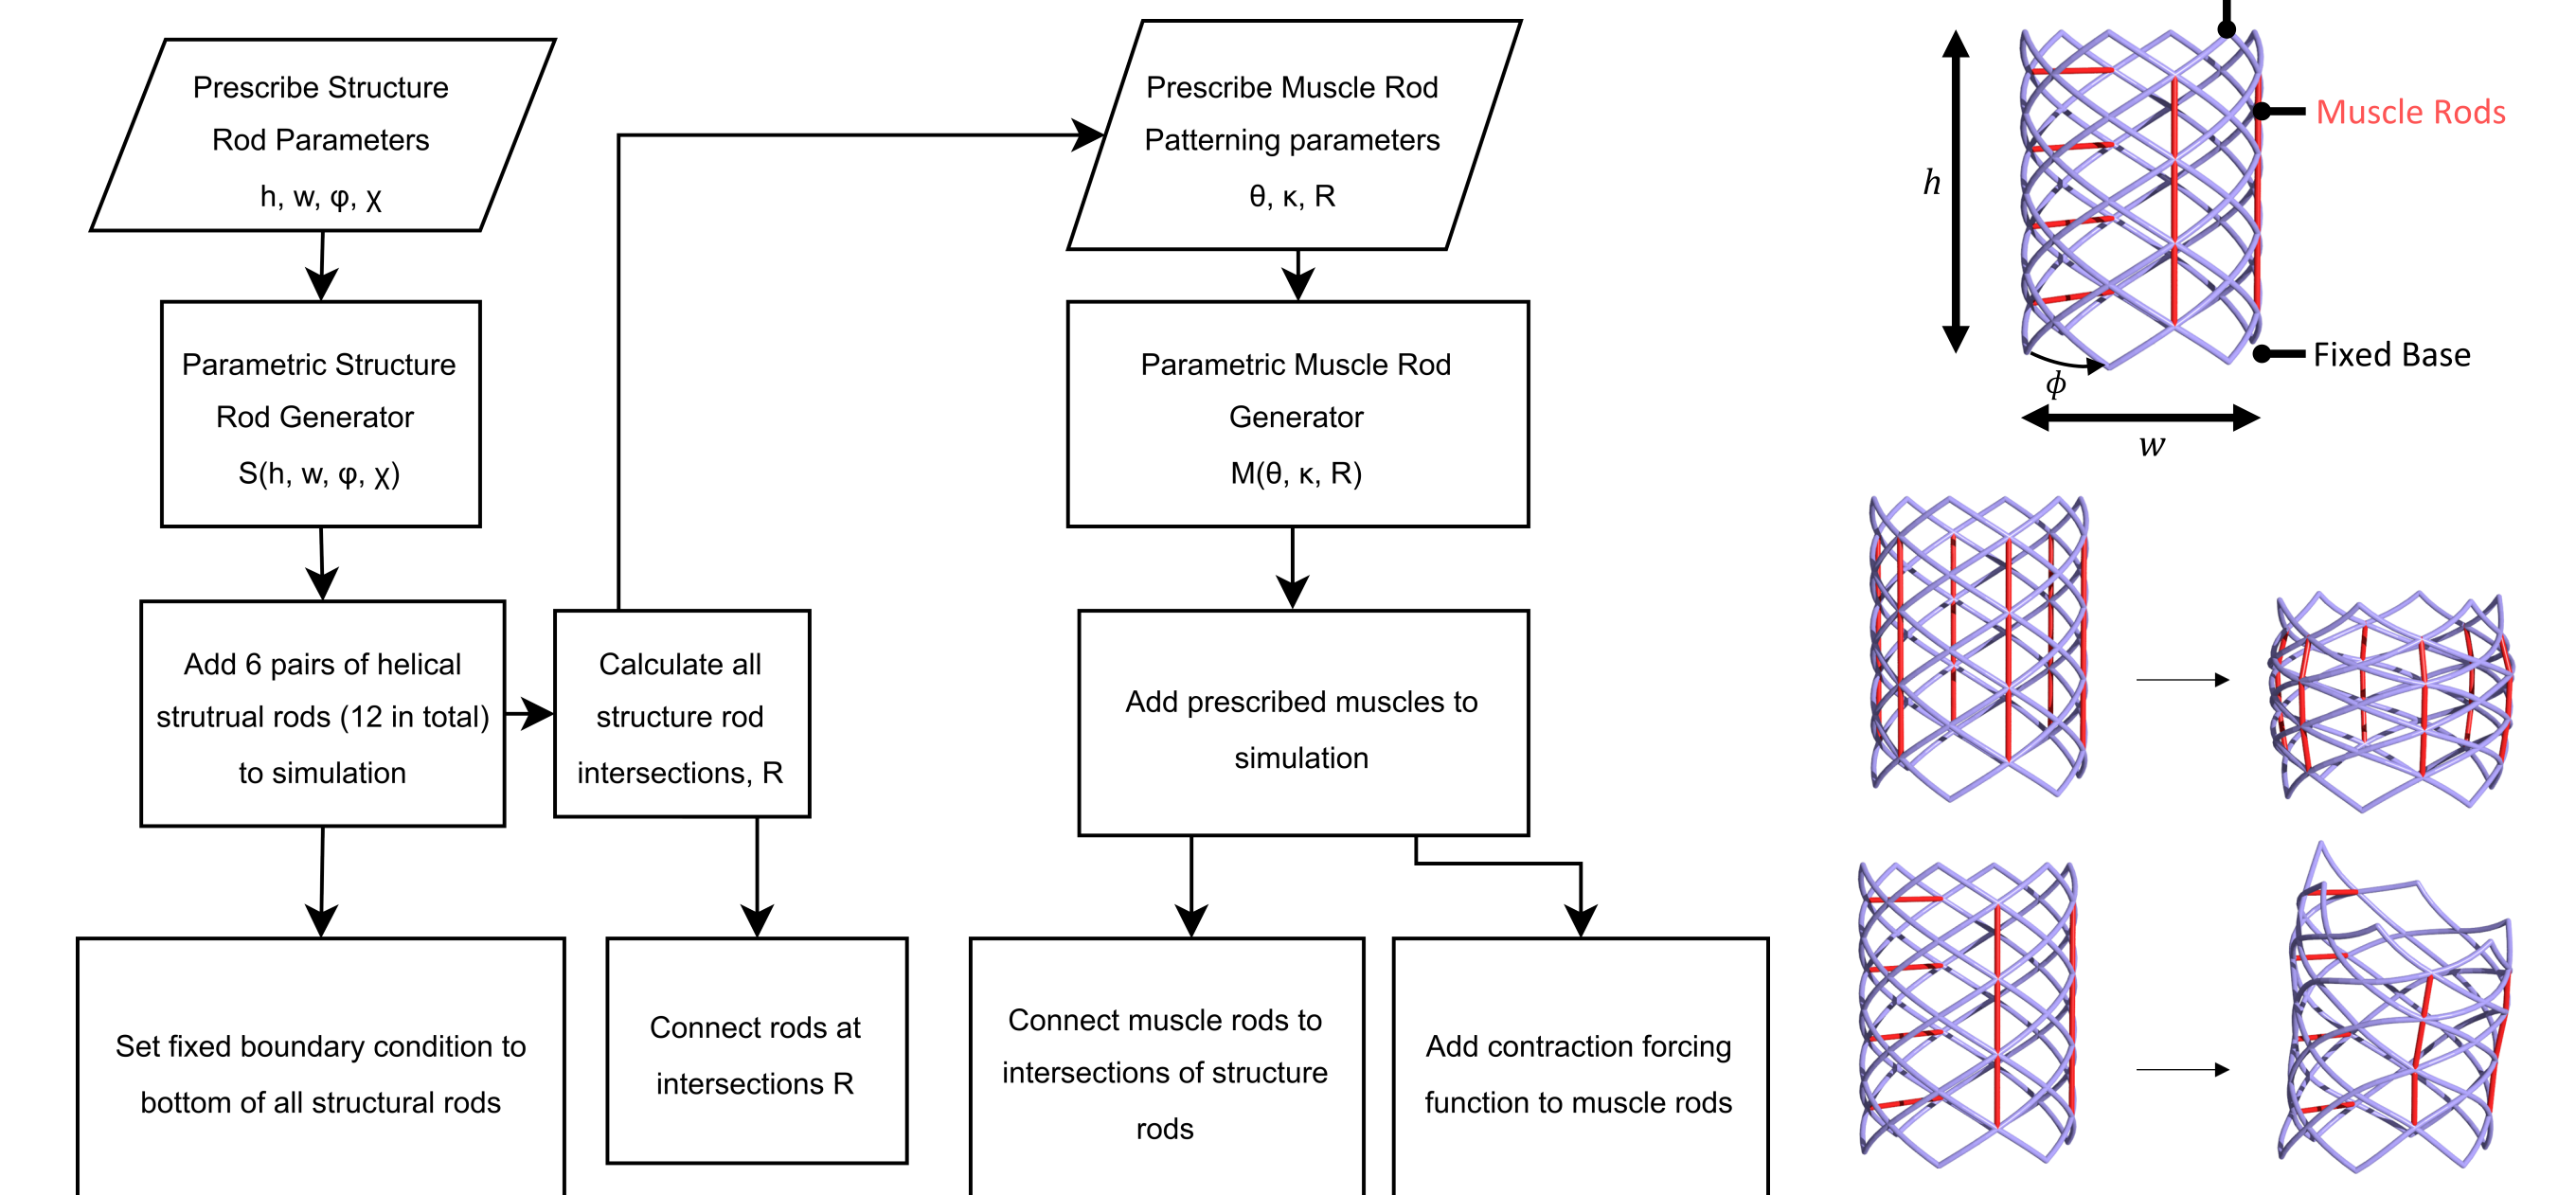 Prescribe Structure
Rod Parameters
h, w, φ, χ
Parametric Structure
Rod Generator
S(h, w, φ, χ)
Add 6 pairs of helical
strutrual rods (12 in total)
to simulation
Calculate all
structure rod
intersections, R
Set fixed boundary condition to
bottom of all structural rods
Connect rods at
intersections R
Prescribe Muscle Rod
Patterning parameters
θ, κ, R
Parametric Muscle Rod
Generator
M(θ, κ, R)
Add prescribed muscles to
simulation
Connect muscle rods to
intersections of structure
rods
Add contraction forcing
function to muscle rods
Muscle Rods
h
Fixed Base
ϕ
w